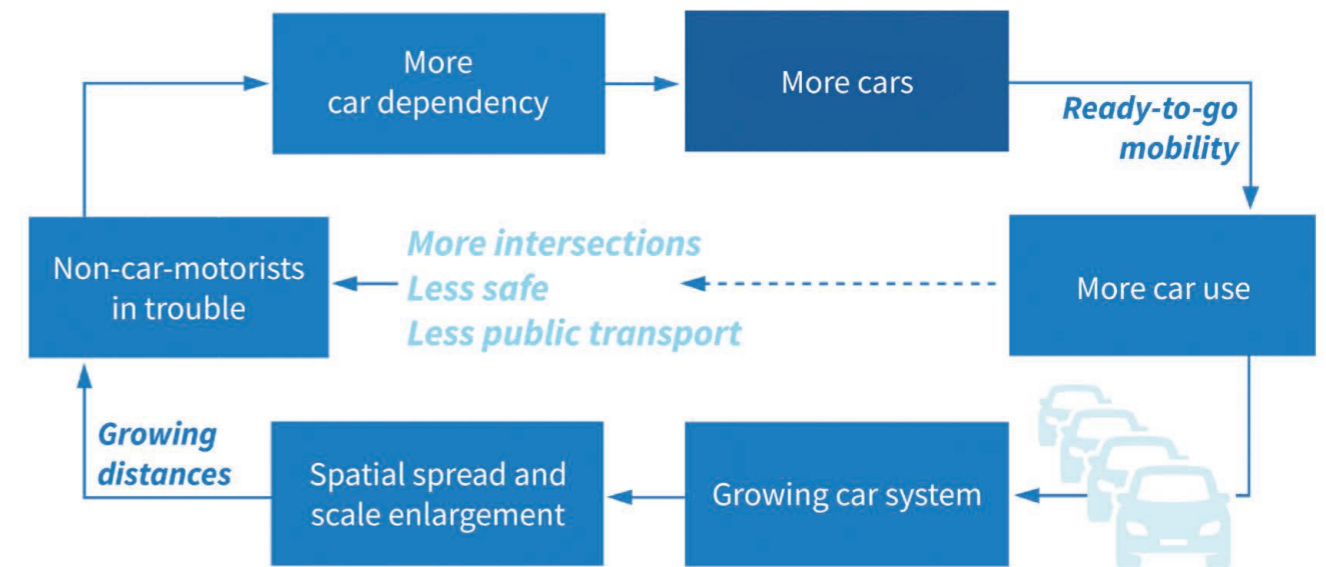 More
car dependency
More cars
Ready-to-go
mobility
Non-car-motorists
in trouble
More intersections
Less safe
Less public transport
More car use
Growing
distances
Spatial spread and
scale enlargement
Growing car system